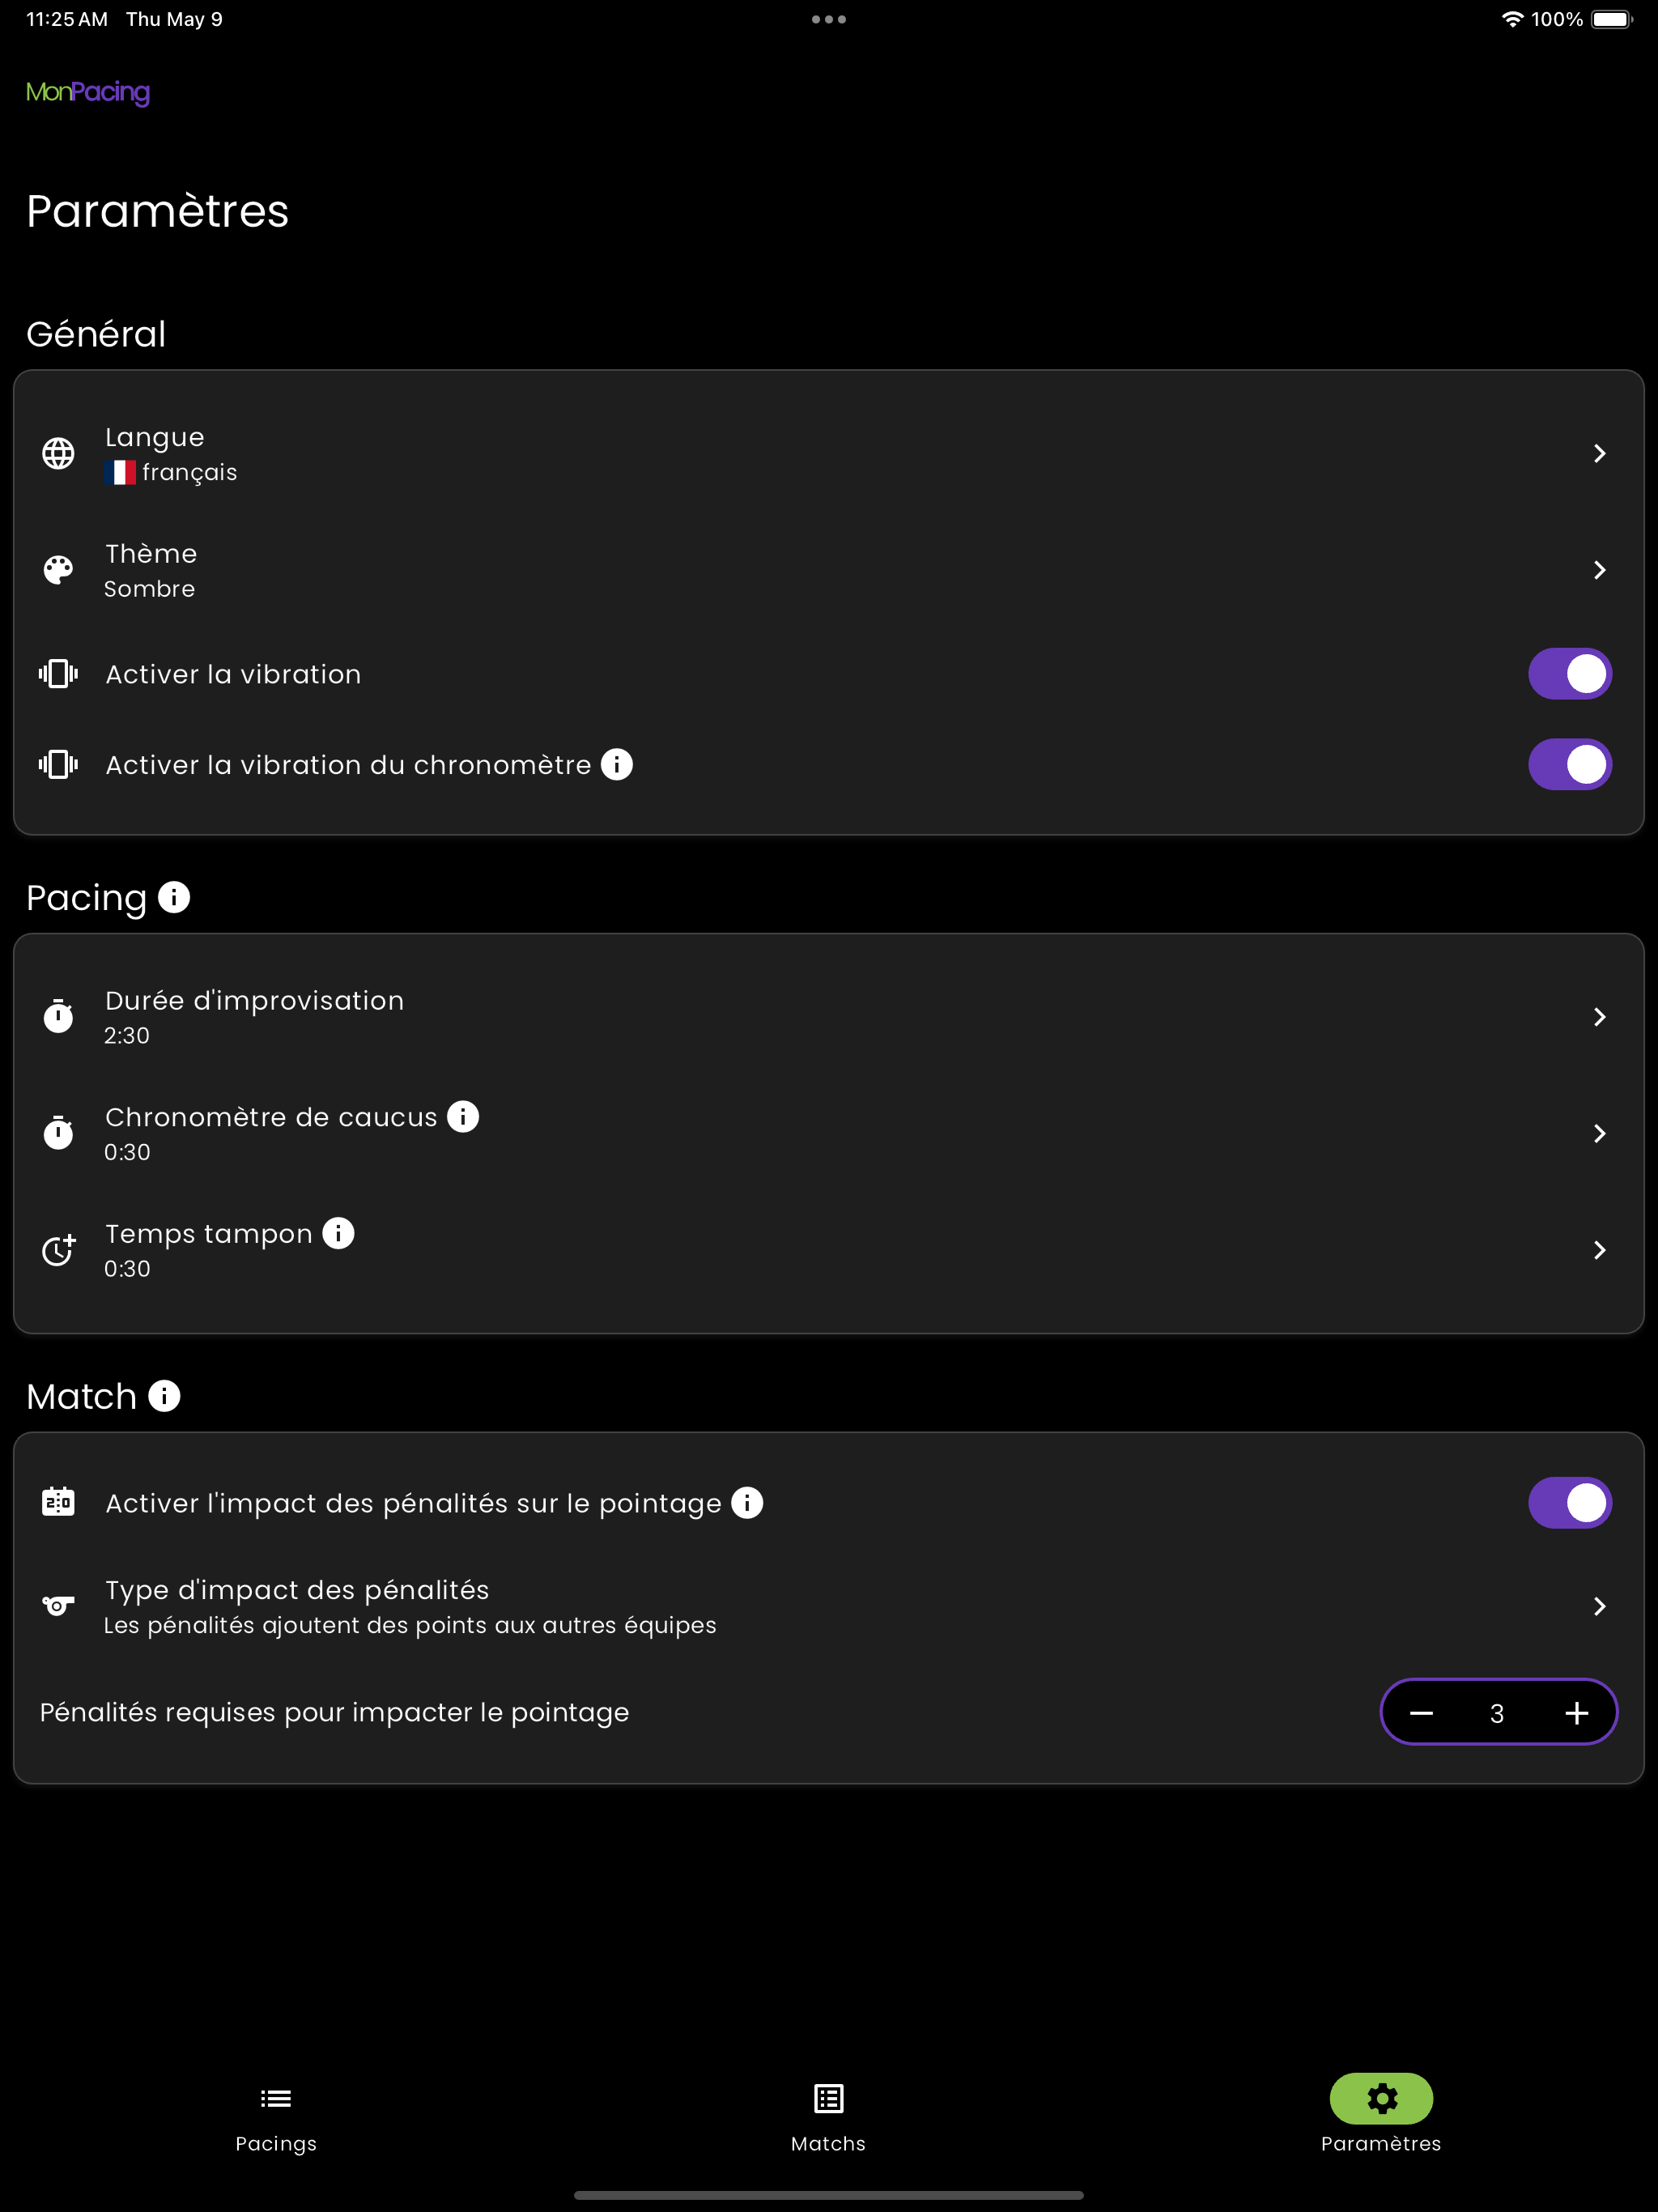 11:25 AM Thu May 9
100%
MonPacing
Paramètres
Général
Langue
français
Thème
Sombre
Activer la vibration
Activer la vibration du chronomètre
Pacing
Durée d'improvisation
2:30
Chronomètre de caucus
0:30
Temps tampon
0:30
Match
2:0
Activer l'impact des pénalités sur le pointage
Type d'impact des pénalités
Les pénalités ajoutent des points aux autres équipes
Pénalités requises pour impacter le pointage
3
Pacings
Matchs
Paramètres